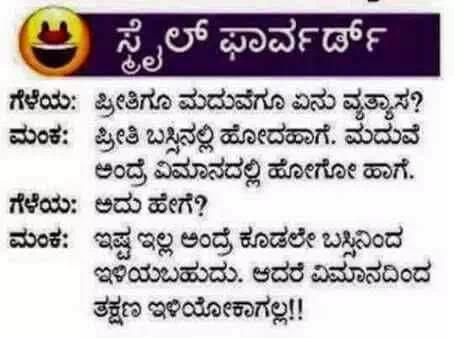 ಸ್ಮೈಲ್ ಫಾರ್ವರ್ಡ್
ಗೆಳೆಯ: ಪ್ರೀತಿಗೂ ಮದುವೆಗೂ ಏನು ವ್ಯತ್ಯಾಸ?
ಮಂಕ: ಪ್ರೀತಿ ಬಸ್ಸಿನಲ್ಲಿ ಹೋದಹಾಗೆ. ಮದುವೆ
ಅಂದ್ರೆ ವಿಮಾನದಲ್ಲಿ ಹೋಗೋ ಹಾಗೆ.
ಗೆಳೆಯ: ಅದು ಹೇಗೆ?
ಮಂಕ: ಇಷ್ಟ ಇಲ್ಲ ಅಂದ್ರೆ ಕೂಡಲೇ ಬಸ್ಸಿನಿಂದ
ಇಳಿಯಬಹುದು. ಆದರೆ ವಿಮಾನದಿಂದ
ತಕ್ಷಣ ಇಳಿಯೋಕಾಗಲ್ಲ!!